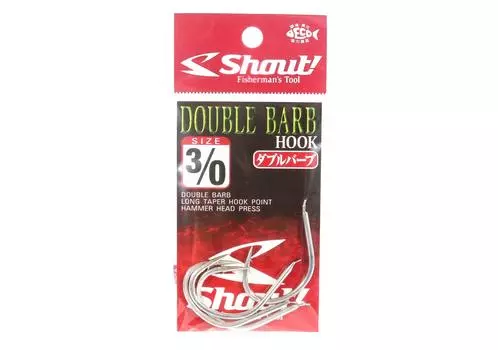 ECO
Shout!
Fisherman's Tool
DOUBLE BARB
HOOK
SIZE
3/0
ダブルバーブ
DOUBLE BARB
LONG TAPER HOOK POINT
HAMMER HEAD PRESS
Shout!